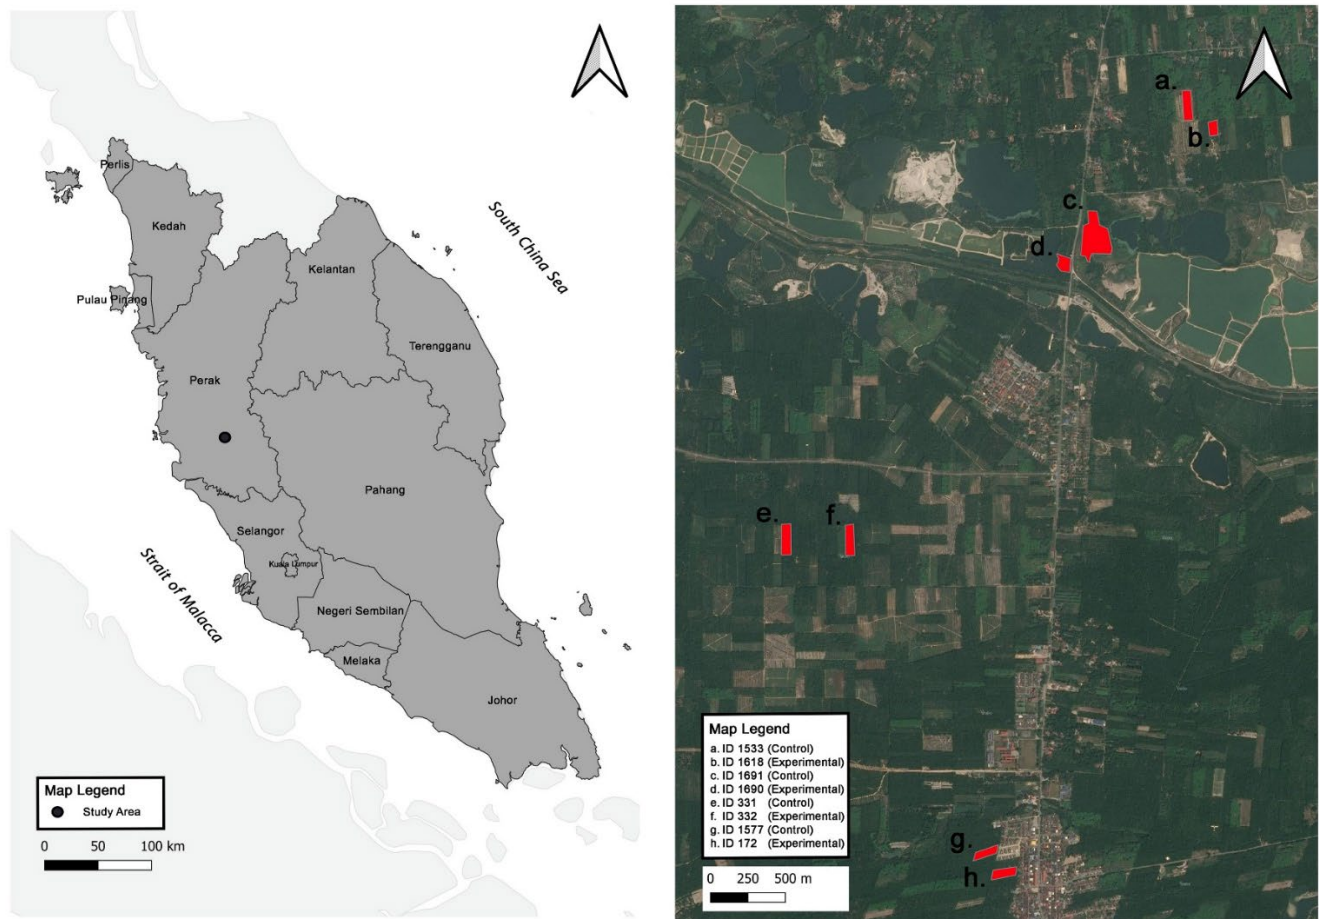 Perlis
Kedah
Pulau Pinang
Kelantan
Terengganu
Perak
Pahang
Selangor
Kuala Lumpur
Negeri Sembilan
Melaka
Johor
South China Sea
Strait of Malacca
Map Legend
Study Area
0 50 100 km
a.
b.
c.
d.
e. f.
g.
h.
Map Legend
a. ID 1533 (Control)
b. ID 1618 (Experimental)
c. ID 1691 (Control)
d. ID 1690 (Experimental)
e. ID 331 (Control)
f. ID 332 (Experimental)
g. ID 1577 (Control)
h. ID 172 (Experimental)
0 250 500 m